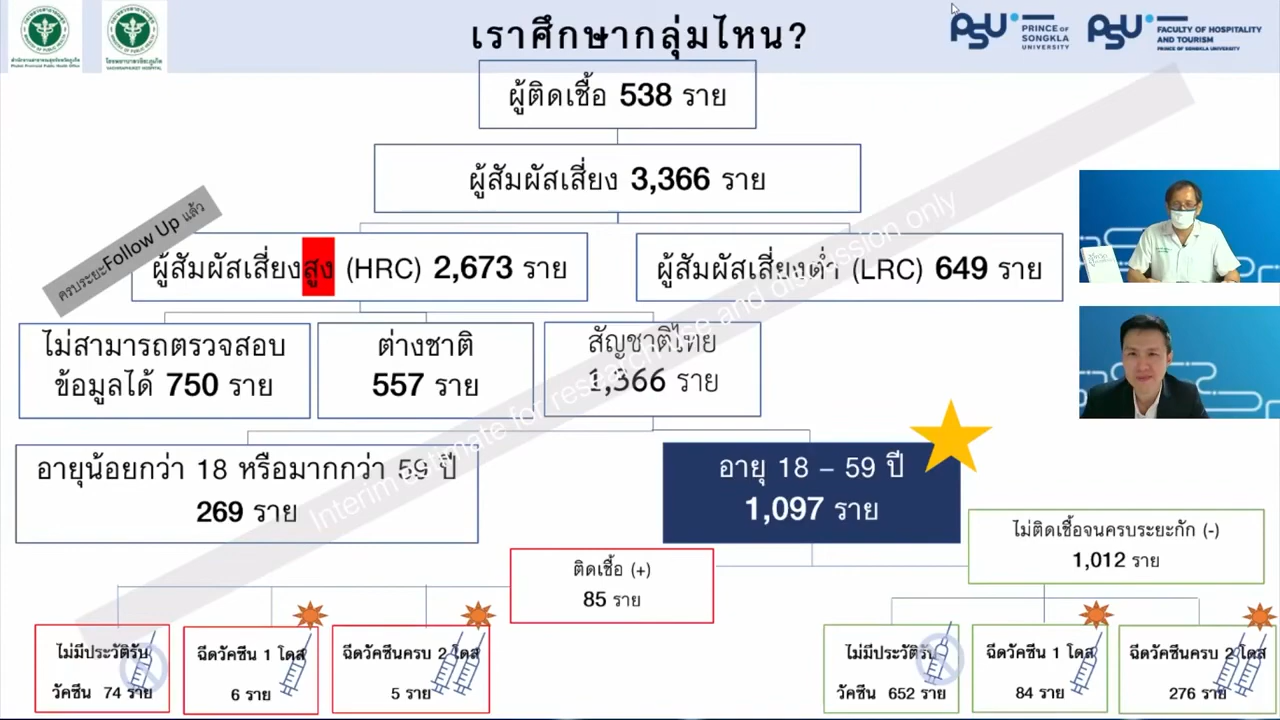 เราศึกษากลุ่มไหน?
PSU
PRINCE OF
SONGKLA
UNIVERSITY
PSU
FACULTY OF HOSPITALITY
AND TOURISM
PRINCE OF SONGKLA UNIVERSITY
ผู้ติดเชื้อ 538 ราย
ผู้สัมผัสเสี่ยง 3,366 ราย
ครบระยะFollow Up แล้ว
ผู้สัมผัสเสี่ยงสูง (HRC) 2,673 ราย
ผู้สัมผัสเสี่ยงต่ำ (LRC) 649 ราย
ไม่สามารถตรวจสอบ
ข้อมูลได้ 750 ราย
ต่างชาติ
557 ราย
สัญชาติไทย
1,366 ราย
อายุน้อยกว่า 18 หรือมากกว่า 59 ปี
269 ราย
อายุ 18 – 59 ปี
1,097 ราย
ไม่ติดเชื้อจนครบระยะกัก (-)
1,012 ราย
ติดเชื้อ (+)
85 ราย
ไม่มีประวัติรับ
วัคซีน 74 ราย
ฉีดวัคซีน 1 โดส
6 ราย
ฉีดวัคซีนครบ 2 โดส
5 ราย
ไม่มีประวัติรับ
วัคซีน 652 ราย
ฉีดวัคซีน 1 โดส
84 ราย
ฉีดวัคซีนครบ 2 โดส
276 ราย
Interim estimate for research use and discussion only